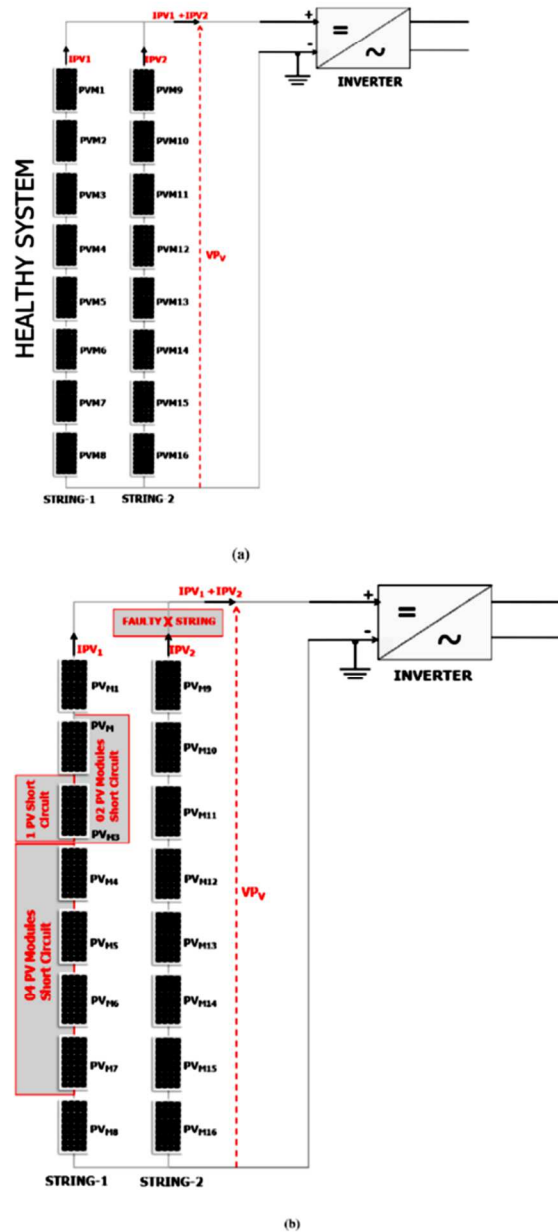 IPV1 +IPV2
IPV1
IPV2
+
-
=
~
INVERTER
HEALTHY SYSTEM
PVM1
PVM9
PVM2
PVM10
PVM3
PVM11
PVM4
PVM12
VPV
PVM5
PVM13
PVM6
PVM14
PVM7
PVM15
PVM8
PVM16
STRING-1
STRING-2
(a)
IPV1 +IPV2
FAULTY X STRING
IPV1
IPV2
+
-
=
~
INVERTER
PVM1
PVM9
PVM
02 PV Modules
Short Circuit
PVM10
1 PV Short
Circuit
PVM11
PVM3
PVM4
PVM12
VPV
04 PV Modules
Short Circuit
PVM5
PVM13
PVM6
PVM14
PVM7
PVM15
PVM8
PVM16
STRING-1
STRING-2
(b)